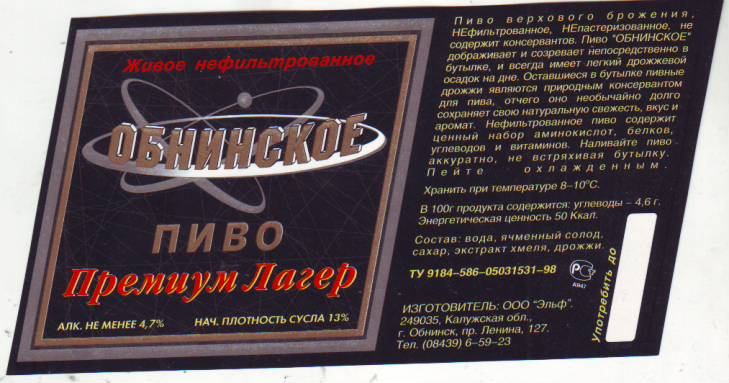 Живое нефильтрованное
ОБНИНСКОЕ
ПИВО
Премиум Лагер
АЛК. НЕ МЕНЕЕ 4,7% НАЧ. ПЛОТНОСТЬ СУСЛА 13%
Пиво верхового брожения,
НЕфильтрованное, НЕпастеризованное, не
содержит консервантов. Пиво "ОБНИНСКОЕ"
дображивает и созревает непосредственно в
бутылке, и всегда имеет легкий дрожжевой
осадок на дне. Оставшиеся в бутылке пивные
дрожжи являются природным консервантом
для пива, отчего оно необычайно долго
сохраняет свою натуральную свежесть, вкус и
аромат. Нефильтрованное пиво содержит
ценный набор аминокислот, белков,
углеводов и витаминов. Наливайте пиво
аккуратно, не встряхивая бутылку.
Пейте охлажденным.
Хранить при температуре 8–10°С.
В 100г продукта содержится: углеводы – 4,6 г.
Энергетическая ценность 50 Ккал.
Состав: вода, ячменный солод,
сахар, экстракт хмеля, дрожжи.
ТУ 9184–586–05031531–98
РСТ
АЯ47
ИЗГОТОВИТЕЛЬ: ООО "Эльф".
249035, Калужская обл.,
г. Обнинск, пр. Ленина, 127.
Тел. (08439) 6–59–23
Употребить до